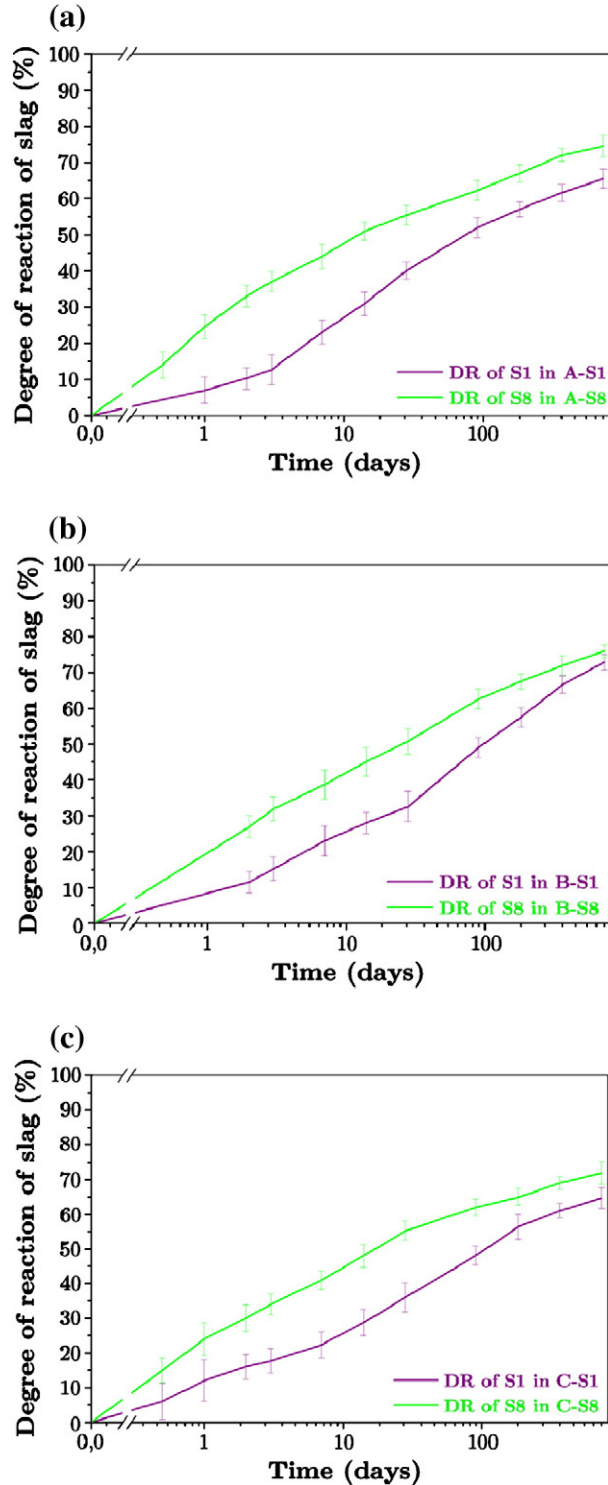 (a)
Degree of reaction of slag (%)
100
90
80
70
60
50
40
30
20
10
0
DR of S1 in A-S1
DR of S8 in A-S8
0,0 1 10 100
Time (days)
(b)
Degree of reaction of slag (%)
100
90
80
70
60
50
40
30
20
10
0
DR of S1 in B-S1
DR of S8 in B-S8
0,0 1 10 100
Time (days)
(c)
Degree of reaction of slag (%)
100
90
80
70
60
50
40
30
20
10
0
DR of S1 in C-S1
DR of S8 in C-S8
0,0 1 10 100
Time (days)